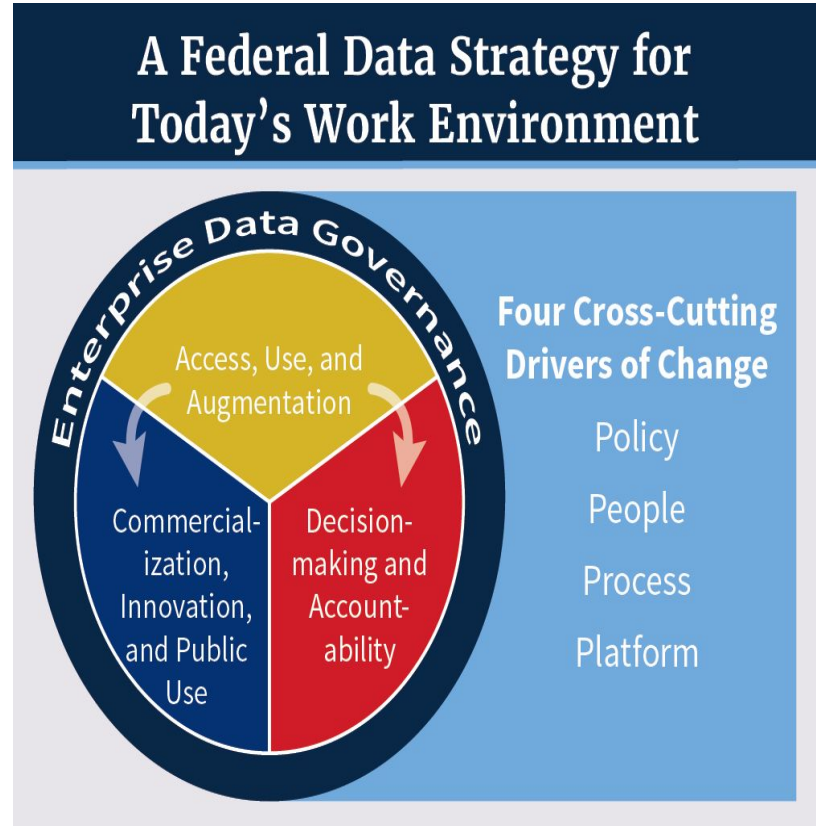 A Federal Data Strategy for
Today’s Work Environment
Enterprise Data Governance
Access, Use, and
Augmentation
Commercial-
ization,
Innovation,
and Public
Use
Decision-
making and
Account-
ability
Four Cross-Cutting
Drivers of Change
Policy
People
Process
Platform